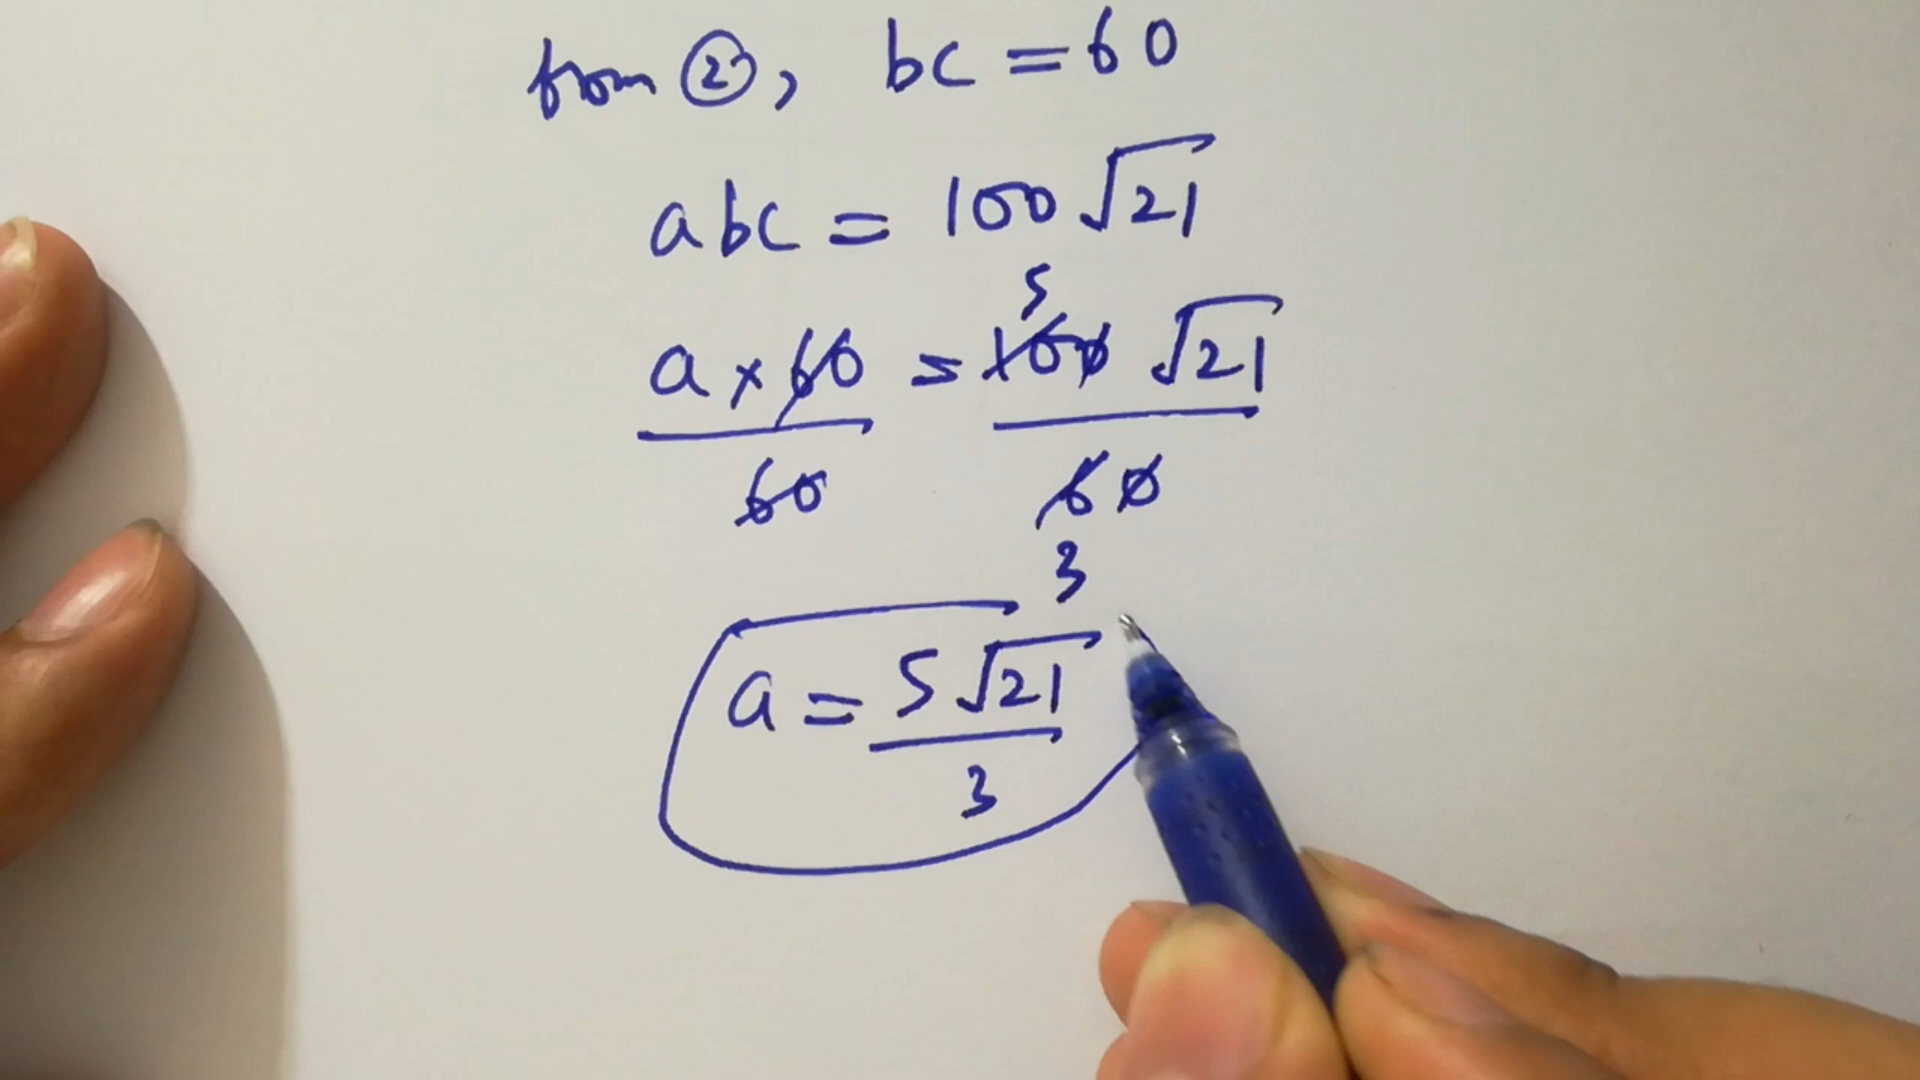 from ②, bc = 60
abc = 100 √21
5
a × 60 = 100 √21
60 60
3
a = 5 √21
3